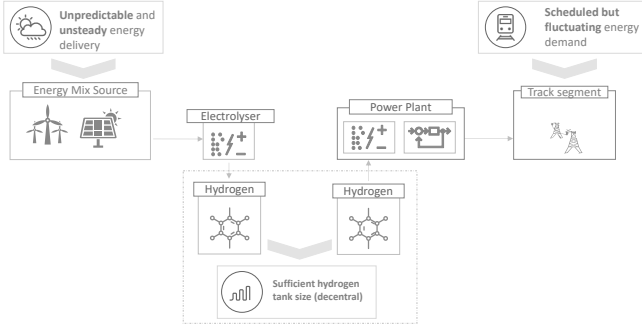 Unpredictable and
unsteady energy
delivery
Scheduled but
fluctuating energy
demand
Energy Mix Source
Electrolyser
Power Plant
Track segment
Hydrogen
Hydrogen
Sufficient hydrogen
tank size (decentral)